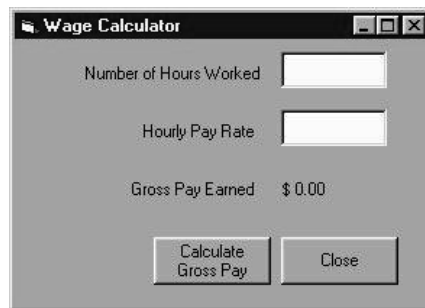 Wage Calculator
Number of Hours Worked
Hourly Pay Rate
Gross Pay Earned $ 0.00
Calculate
Gross Pay
Close